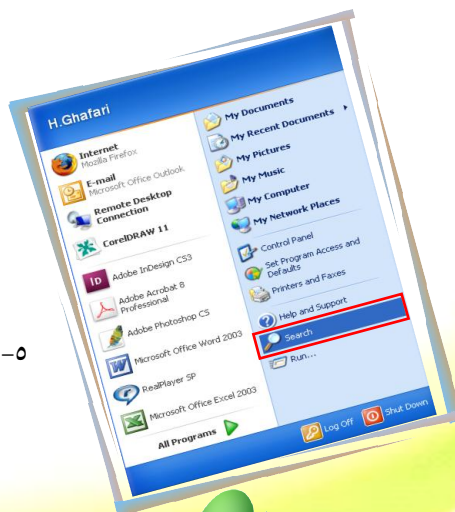 H.Ghafari
Internet
Mozilla Firefox
E-mail
Microsoft Office Outlook
Remote Desktop
Connection
CorelDRAW 11
Adobe InDesign CS3
Adobe Acrobat 8
Professional
Adobe Photoshop CS
Microsoft Office Word 2003
RealPlayer SP
Microsoft Office Excel 2003
All Programs
My Documents
My Recent Documents
My Pictures
My Music
My Computer
My Network Places
Control Panel
Set Program Access and
Defaults
Printers and Faxes
Help and Support
Search
Run...
Log Off
Shut Down
۵–